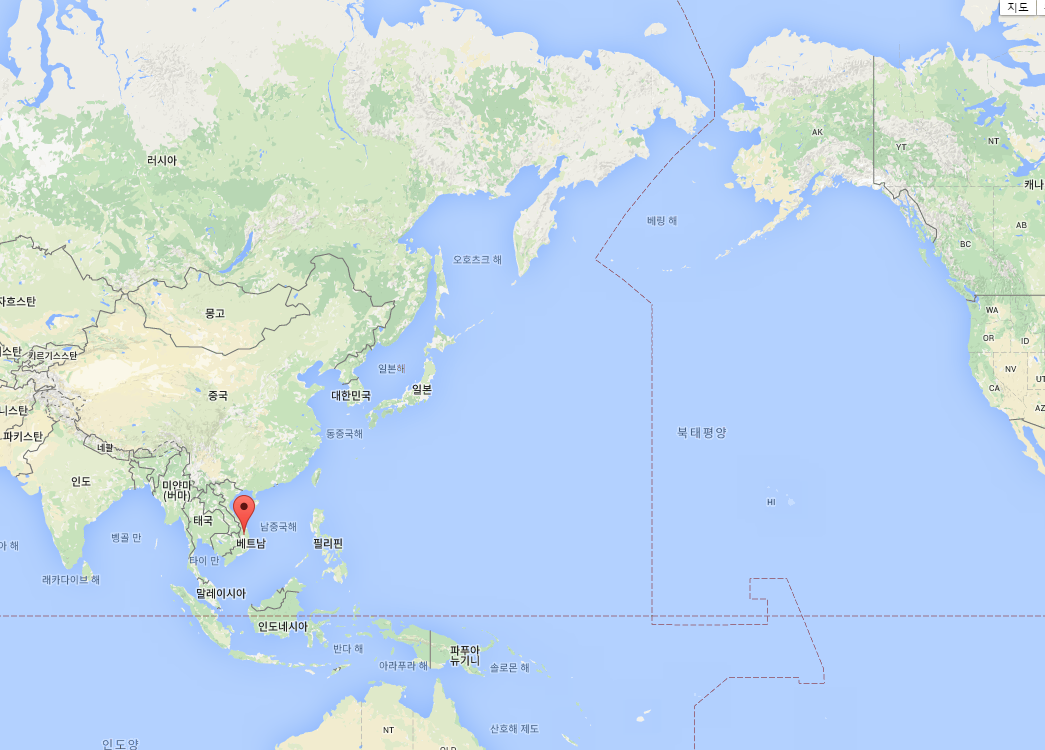 지도
AK
YT
NT
러시아
캐나
베링 해
AB
BC
오호츠크 해
자흐스탄
몽고
WA
스탄
키르기스스탄
OR
ID
일본해
NV
UT
중국
대한민국
일본
CA
니스탄
AZ
파키스탄
동중국해
북태평양
네팔
인도
미얀마
(버마)
HI
태국
남중국해
벵골 만
베트남
필리핀
아 해
타이 만
래카다이브 해
말레이시아
인도네시아
반다 해
파푸아
뉴기니
아라푸라 해
솔로몬 해
NT
산호해 제도
인도양